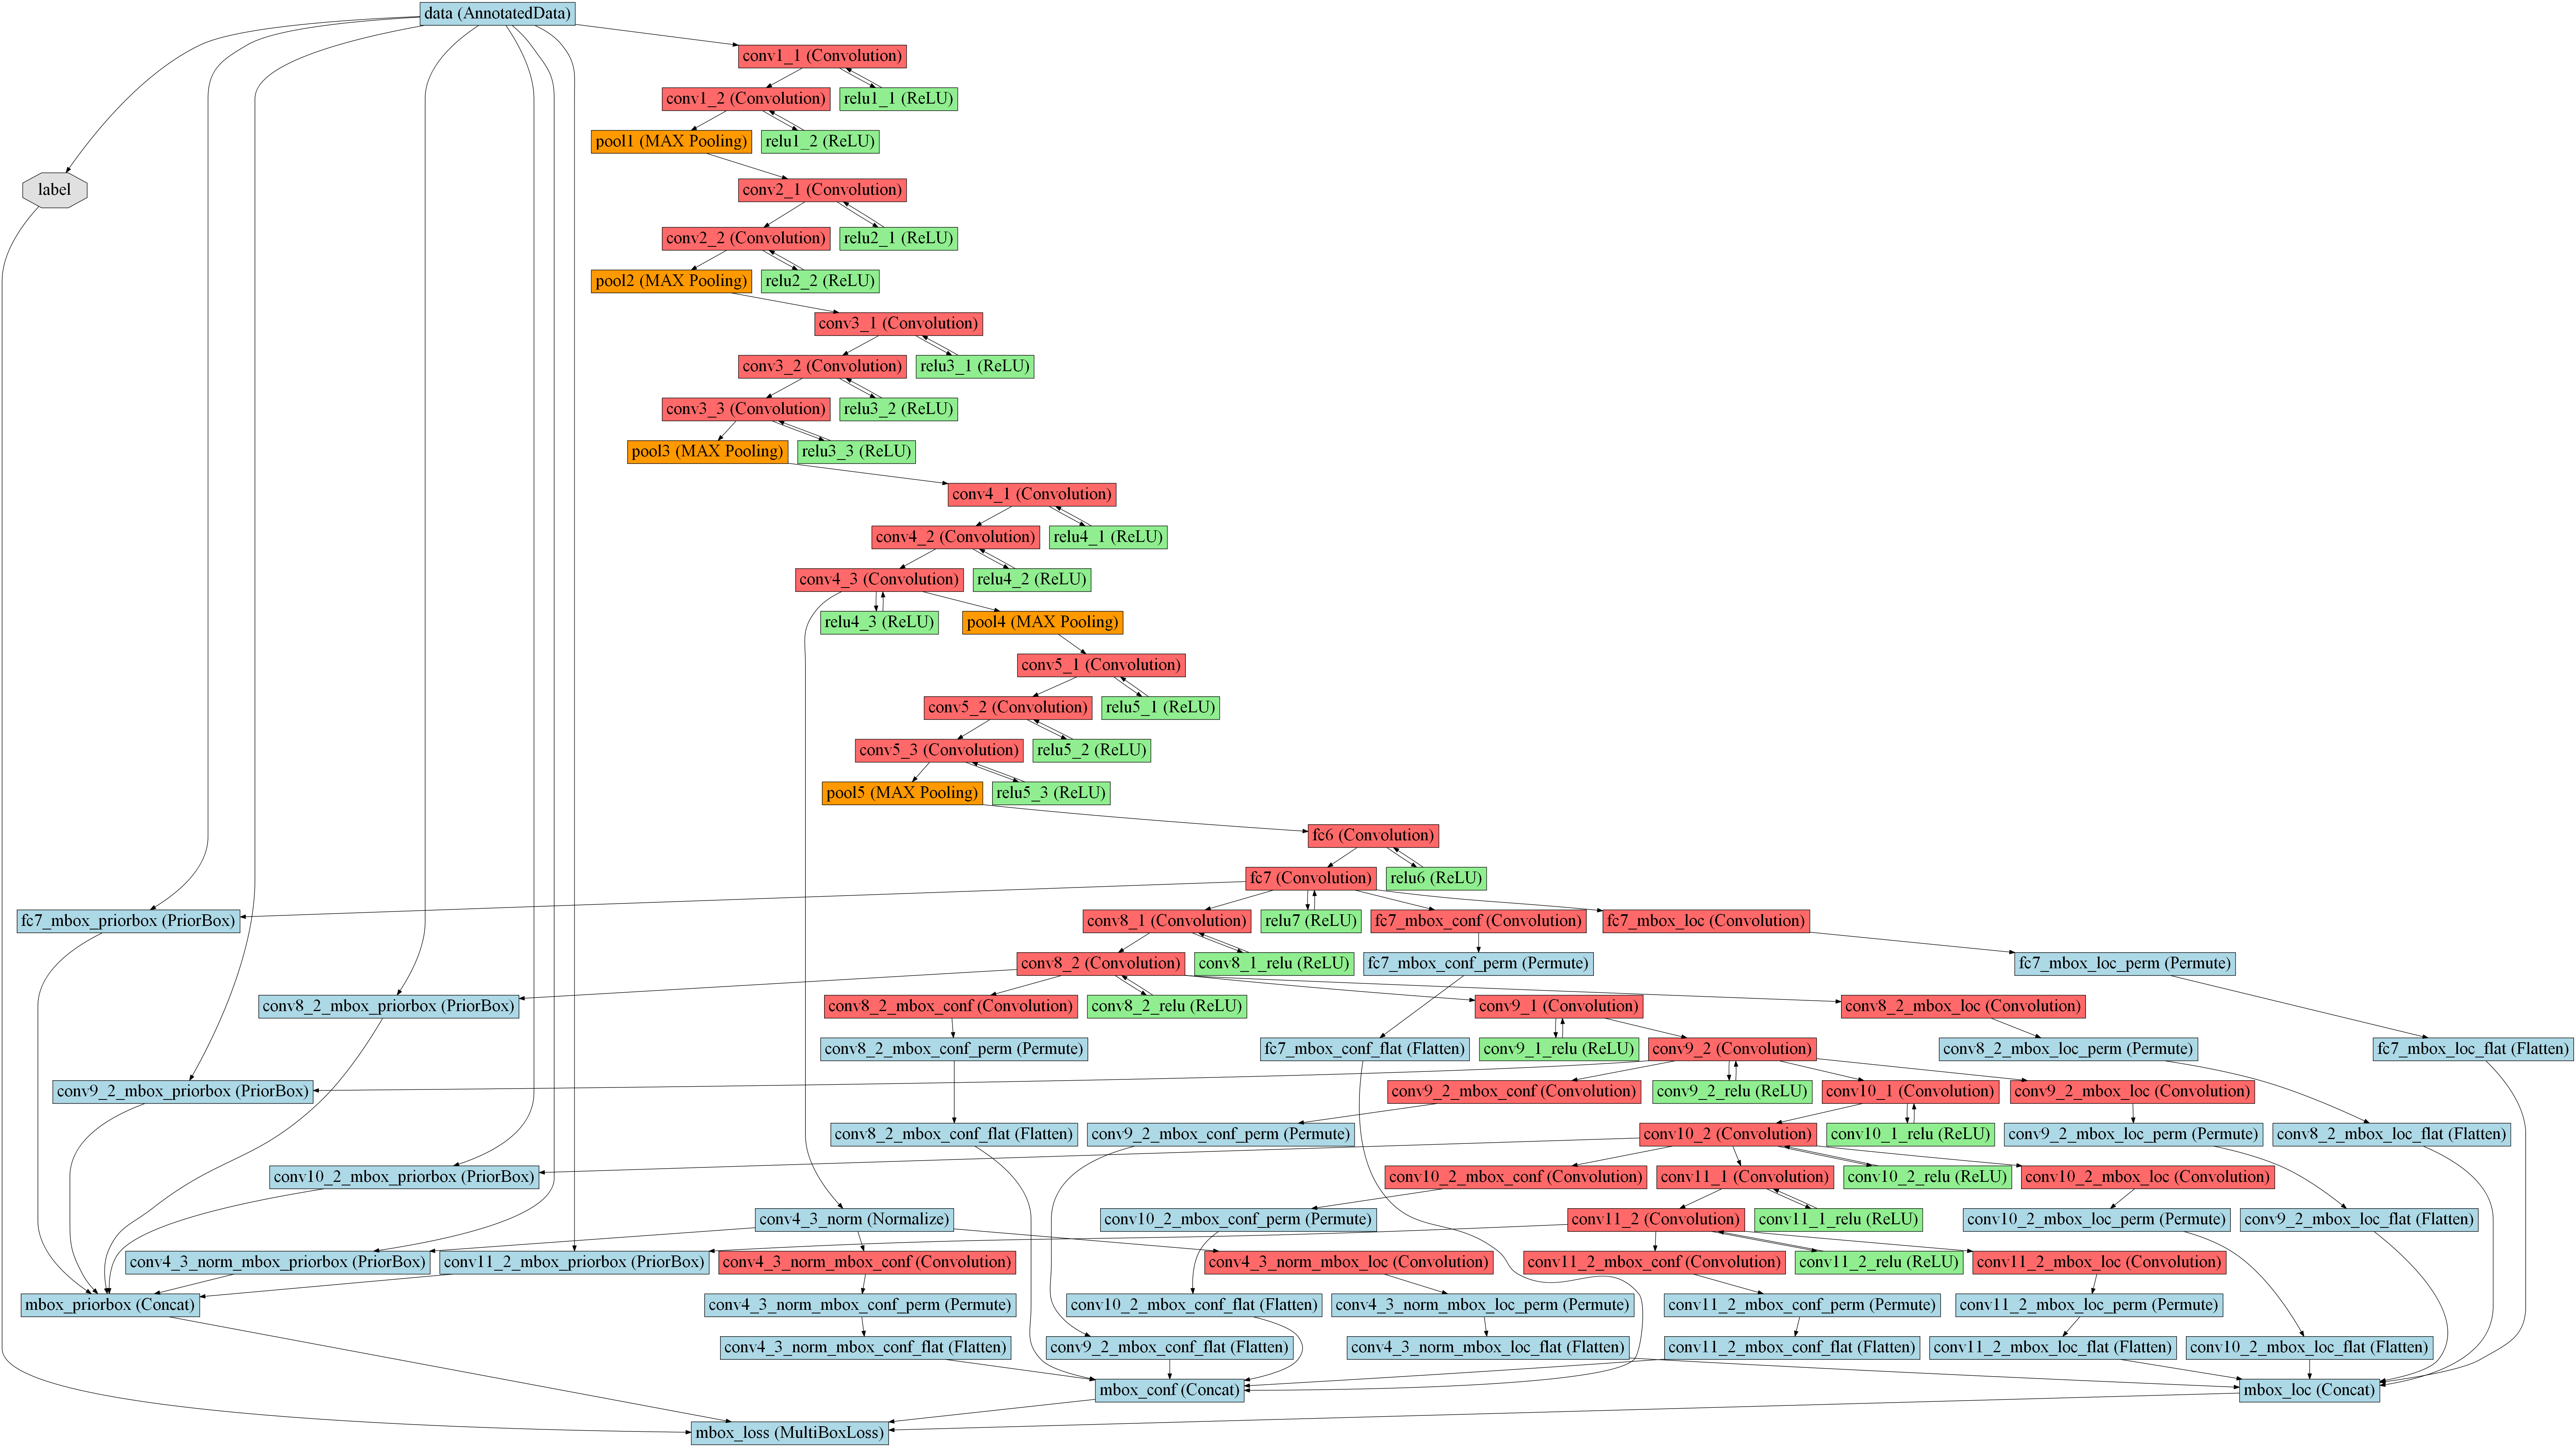 data (AnnotatedData)
conv1_1 (Convolution)
conv1_2 (Convolution)
relu1_1 (ReLU)
pool1 (MAX Pooling)
relu1_2 (ReLU)
label
conv2_1 (Convolution)
conv2_2 (Convolution)
relu2_1 (ReLU)
pool2 (MAX Pooling)
relu2_2 (ReLU)
conv3_1 (Convolution)
conv3_2 (Convolution)
relu3_1 (ReLU)
conv3_3 (Convolution)
relu3_2 (ReLU)
pool3 (MAX Pooling)
relu3_3 (ReLU)
conv4_1 (Convolution)
conv4_2 (Convolution)
relu4_1 (ReLU)
conv4_3 (Convolution)
relu4_2 (ReLU)
relu4_3 (ReLU)
pool4 (MAX Pooling)
conv5_1 (Convolution)
conv5_2 (Convolution)
relu5_1 (ReLU)
conv5_3 (Convolution)
relu5_2 (ReLU)
pool5 (MAX Pooling)
relu5_3 (ReLU)
fc6 (Convolution)
fc7 (Convolution)
relu6 (ReLU)
fc7_mbox_priorbox (PriorBox)
conv8_1 (Convolution)
relu7 (ReLU)
fc7_mbox_conf (Convolution)
fc7_mbox_loc (Convolution)
conv8_2 (Convolution)
conv8_1_relu (ReLU)
fc7_mbox_conf_perm (Permute)
fc7_mbox_loc_perm (Permute)
conv8_2_mbox_priorbox (PriorBox)
conv8_2_mbox_conf (Convolution)
conv8_2_relu (ReLU)
conv9_1 (Convolution)
conv8_2_mbox_loc (Convolution)
conv8_2_mbox_conf_perm (Permute)
fc7_mbox_conf_flat (Flatten)
conv9_1_relu (ReLU)
conv9_2 (Convolution)
conv8_2_mbox_loc_perm (Permute)
fc7_mbox_loc_flat (Flatten)
conv9_2_mbox_priorbox (PriorBox)
conv9_2_mbox_conf (Convolution)
conv9_2_relu (ReLU)
conv10_1 (Convolution)
conv9_2_mbox_loc (Convolution)
conv8_2_mbox_conf_flat (Flatten)
conv9_2_mbox_conf_perm (Permute)
conv10_2 (Convolution)
conv10_1_relu (ReLU)
conv9_2_mbox_loc_perm (Permute)
conv8_2_mbox_loc_flat (Flatten)
conv10_2_mbox_priorbox (PriorBox)
conv10_2_mbox_conf (Convolution)
conv11_1 (Convolution)
conv10_2_relu (ReLU)
conv10_2_mbox_loc (Convolution)
conv4_3_norm (Normalize)
conv10_2_mbox_conf_perm (Permute)
conv11_2 (Convolution)
conv11_1_relu (ReLU)
conv10_2_mbox_loc_perm (Permute)
conv9_2_mbox_loc_flat (Flatten)
conv4_3_norm_mbox_priorbox (PriorBox)
conv11_2_mbox_priorbox (PriorBox)
conv4_3_norm_mbox_conf (Convolution)
conv4_3_norm_mbox_loc (Convolution)
conv11_2_mbox_conf (Convolution)
conv11_2_relu (ReLU)
conv11_2_mbox_loc (Convolution)
mbox_priorbox (Concat)
conv4_3_norm_mbox_conf_perm (Permute)
conv10_2_mbox_conf_flat (Flatten)
conv4_3_norm_mbox_loc_perm (Permute)
conv11_2_mbox_conf_perm (Permute)
conv11_2_mbox_loc_perm (Permute)
conv4_3_norm_mbox_conf_flat (Flatten)
conv9_2_mbox_conf_flat (Flatten)
conv4_3_norm_mbox_loc_flat (Flatten)
conv11_2_mbox_conf_flat (Flatten)
conv11_2_mbox_loc_flat (Flatten)
conv10_2_mbox_loc_flat (Flatten)
mbox_conf (Concat)
mbox_loc (Concat)
mbox_loss (MultiBoxLoss)